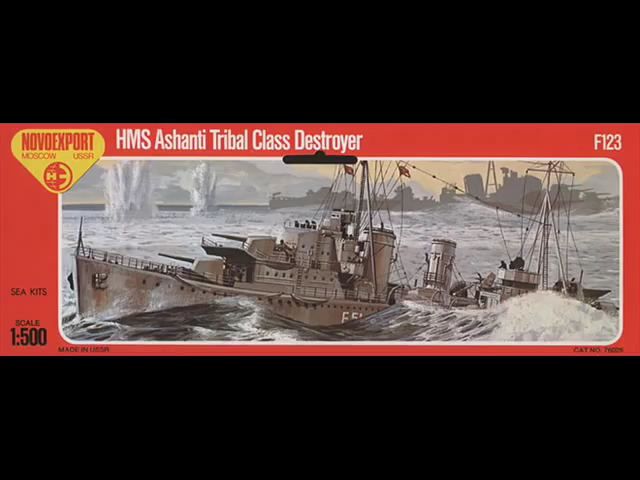 NOVOEXPORT
MOSCOW USSR
HMS Ashanti Tribal Class Destroyer
F123
SEA KITS
SCALE
1:500
F51
MADE IN USSR
CAT NO.